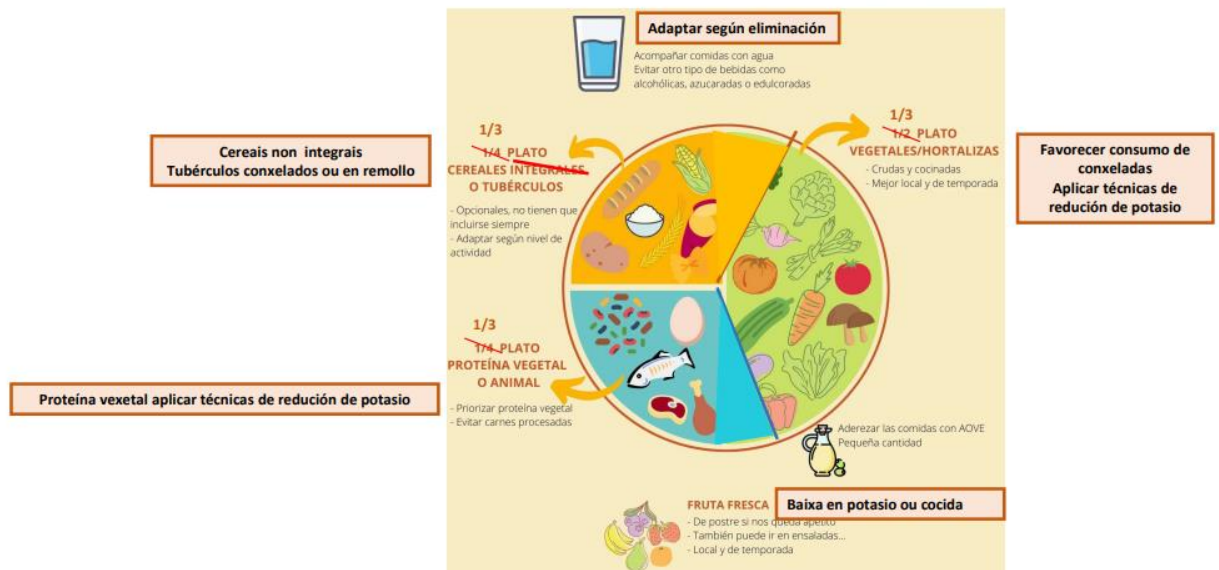 Adaptar según eliminación
Acompañar comidas con agua
Evitar otro tipo de bebidas como
alcohólicas, azucaradas o edulcoradas
1/3
1/4 PLATO
CEREALES INTEGRALES
O TUBÉRCULOS
- Opcionales, no tienen que
incluirse siempre
- Adaptar según nivel de
actividad
Cereais non integrais
Tubérculos conxelados ou en remollo
1/3
1/2 PLATO
VEGETALES/HORTALIZAS
- Crudas y cocinadas
- Mejor local y de temporada
Favorecer consumo de
conxeladas
Aplicar técnicas de
redución de potasio
1/3
1/4 PLATO
PROTEÍNA VEGETAL
O ANIMAL
- Priorizar proteína vegetal
- Evitar carnes procesadas
Proteína vexetal aplicar técnicas de redución de potasio
Aderezar las comidas con AOVE
Pequeña cantidad
FRUTA FRESCA
Baixa en potasio ou cocida
- De postre si nos queda apetito
- También puede ir en ensaladas...
- Local y de temporada